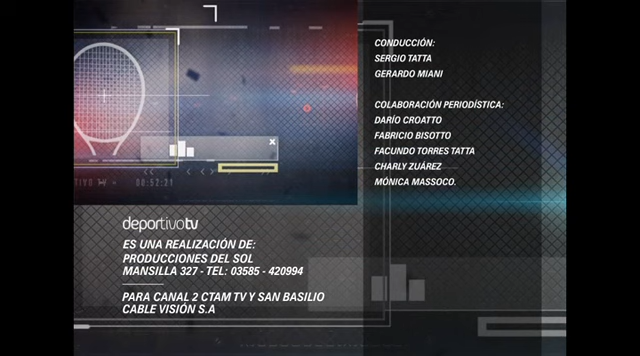 CONDUCCIÓN:
SERGIO TATTA
GERARDO MIANI
COLABORACIÓN PERIODÍSTICA:
DARÍO CROATTO
FABRICIO BISOTTO
FACUNDO TORRES TATTA
CHARLY ZUÁREZ
MÓNICA MASSOCO.
TIVO TV
00:52:21
deportivotv
ES UNA REALIZACIÓN DE:
PRODUCCIONES DEL SOL
MANSILLA 327 - TEL: 03585 - 420994
PARA CANAL 2 CTAM TV Y SAN BASILIO
CABLE VISIÓN S.A